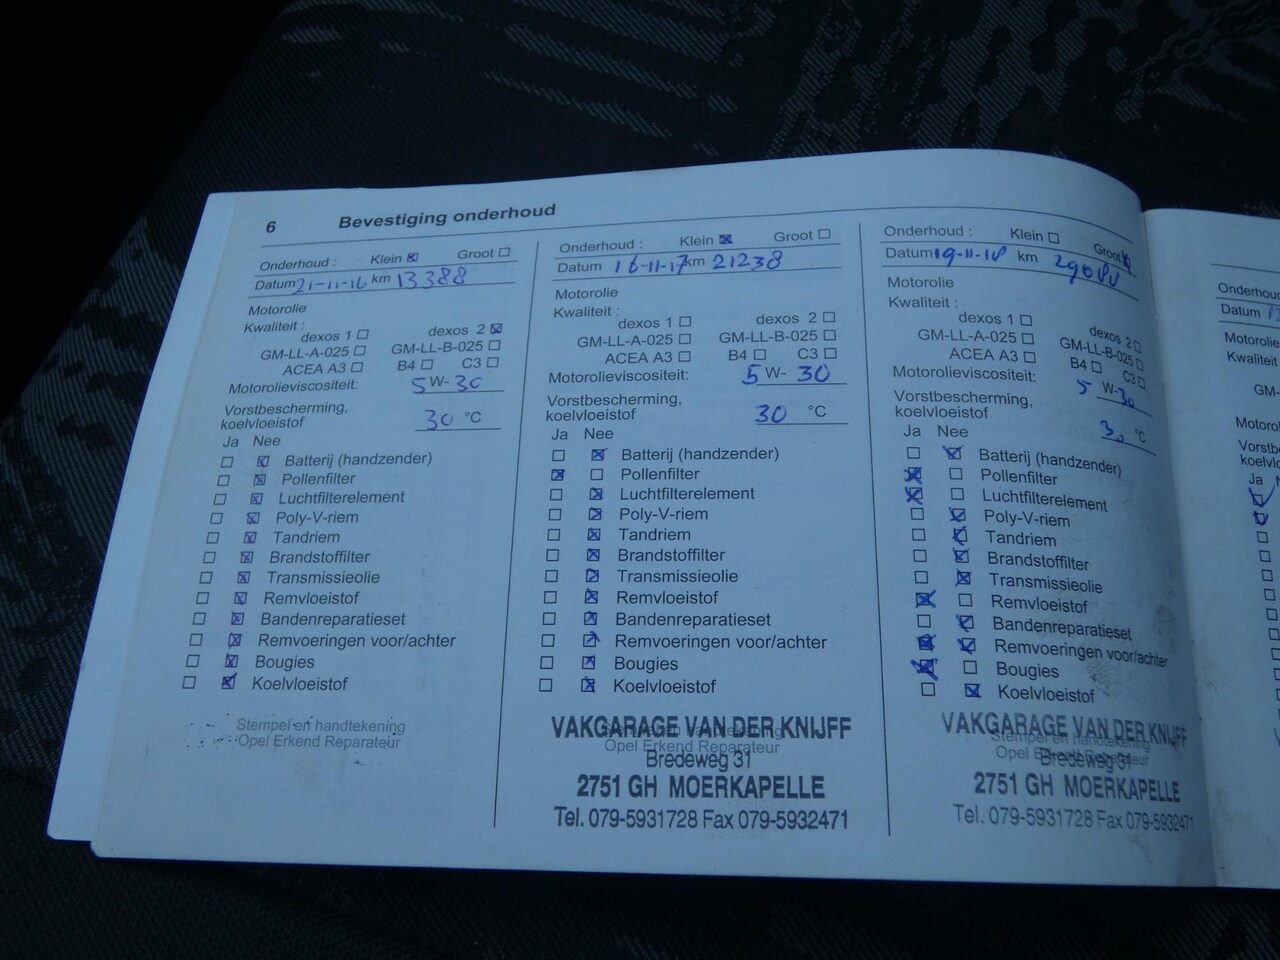 6 Bevestiging onderhoud
Onderhoud : Klein Groot
Datum 21-11-16 km 13388
Motorolie
Kwaliteit :
dexos 1 dexos 2
GM-LL-A-025 GM-LL-B-025
ACEA A3 B4 C3
Motorolieviscositeit: 5 W- 30
Vorstbescherming,
koelvloeistof 30 °C
Ja Nee
Batterij (handzender)
Pollenfilter
Luchtfilterelement
Poly-V-riem
Tandriem
Brandstoffilter
Transmissieolie
Remvloeistof
Bandenreparatieset
Remvoeringen voor/achter
Bougies
Koelvloeistof
Stempel en handtekening
Opel Erkend Reparateur
Onderhoud : Klein Groot
Datum 16-11-17 km 21238
Motorolie
Kwaliteit :
dexos 1 dexos 2
GM-LL-A-025 GM-LL-B-025
ACEA A3 B4 C3
Motorolieviscositeit: 5 W- 30
Vorstbescherming,
koelvloeistof 30 °C
Ja Nee
Batterij (handzender)
Pollenfilter
Luchtfilterelement
Poly-V-riem
Tandriem
Brandstoffilter
Transmissieolie
Remvloeistof
Bandenreparatieset
Remvoeringen voor/achter
Bougies
Koelvloeistof
VAKGARAGE VAN DER KNIJFF
Opel Erkend Reparateur
Bredeweg 31
2751 GH MOERKAPELLE
Tel. 079-5931728 Fax 079-5932471
Onderhoud : Klein Groot
Datum 19-11-18 km
Motorolie
Kwaliteit :
dexos 1 dexos 2
GM-LL-A-025 GM-LL-B-025
ACEA A3 B4 C3
Motorolieviscositeit: 5 W-30
Vorstbescherming,
koelvloeistof 30 °C
Ja Nee
Batterij (handzender)
Pollenfilter
Luchtfilterelement
Poly-V-riem
Tandriem
Brandstoffilter
Transmissieolie
Remvloeistof
Bandenreparatieset
Remvoeringen voor/achter
Bougies
Koelvloeistof
VAKGARAGE VAN DER KNIJFF
Stempel en handtekening
Opel Erkend Reparateur
Bredeweg 31
2751 GH MOERKAPELLE
Tel. 079-5931728 Fax 079-5932471
Datum
Motorolie
Kwaliteit
GM-
Ja